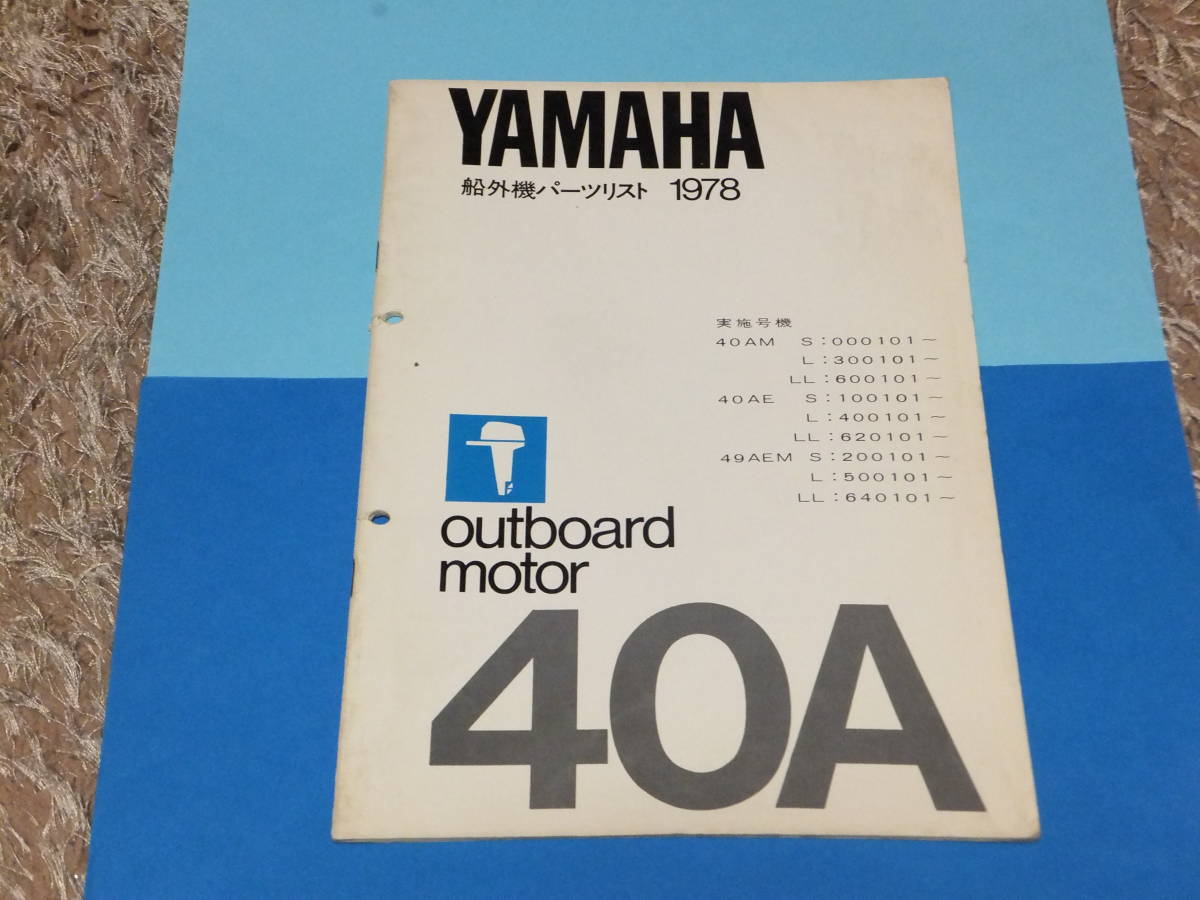 YAMAHA
船外機パーツリスト 1978
実施号機
40AM S:000101~
L:300101~
LL:600101~
40AE S:100101~
L:400101~
LL:620101~
49AEM S:200101~
L:500101~
LL:640101~
outboard
motor
40A